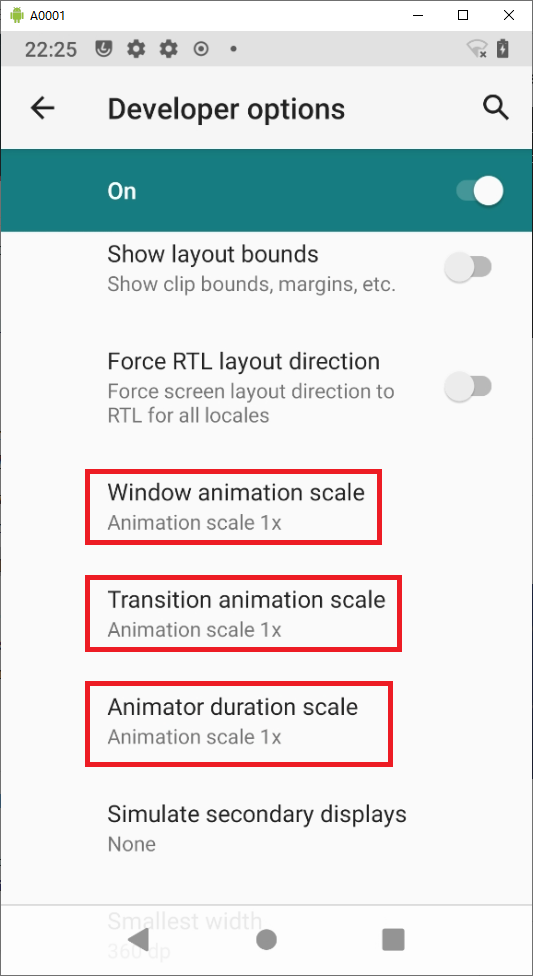 A0001
22:25
Developer options
On
Show layout bounds
Show clip bounds, margins, etc.
Force RTL layout direction
Force screen layout direction to
RTL for all locales
Window animation scale
Animation scale 1x
Transition animation scale
Animation scale 1x
Animator duration scale
Animation scale 1x
Simulate secondary displays
None
Smallest width
360 dp